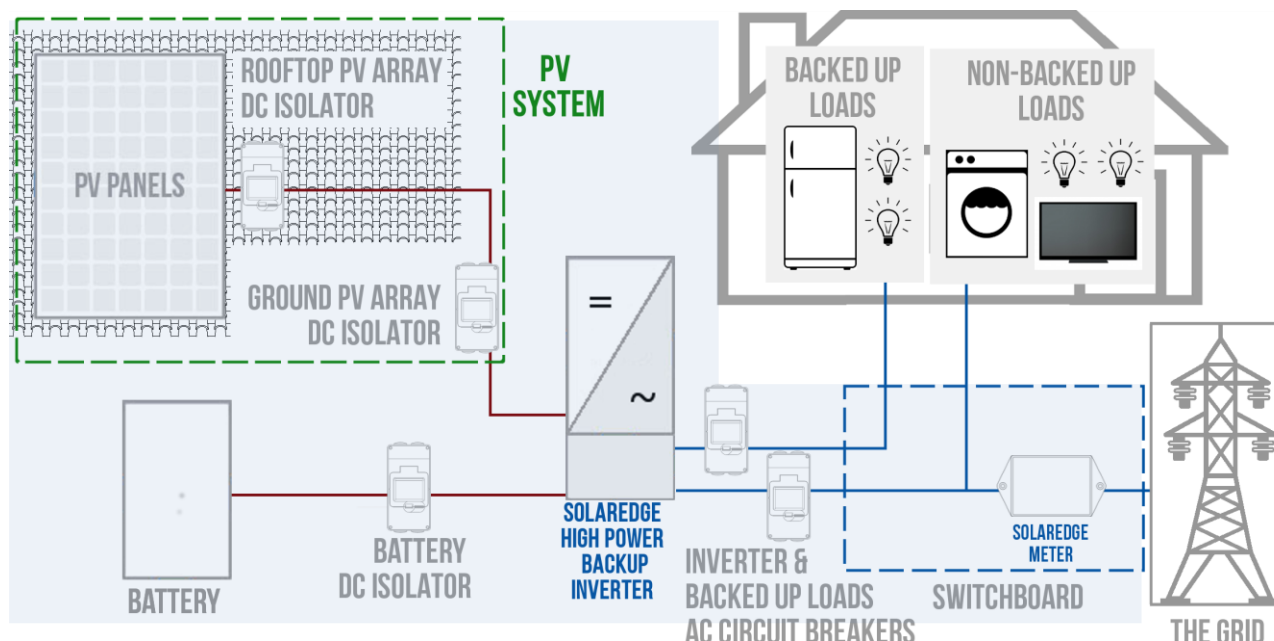 ROOFTOP PV ARRAY
DC ISOLATOR
PV
SYSTEM
PV PANELS
GROUND PV ARRAY
DC ISOLATOR
BACKED UP
LOADS
NON-BACKED UP
LOADS
=
~
BATTERY
BATTERY
DC ISOLATOR
SOLAREDGE
HIGH POWER
BACKUP
INVERTER
INVERTER &
BACKED UP LOADS
AC CIRCUIT BREAKERS
SOLAREDGE
METER
SWITCHBOARD
THE GRID